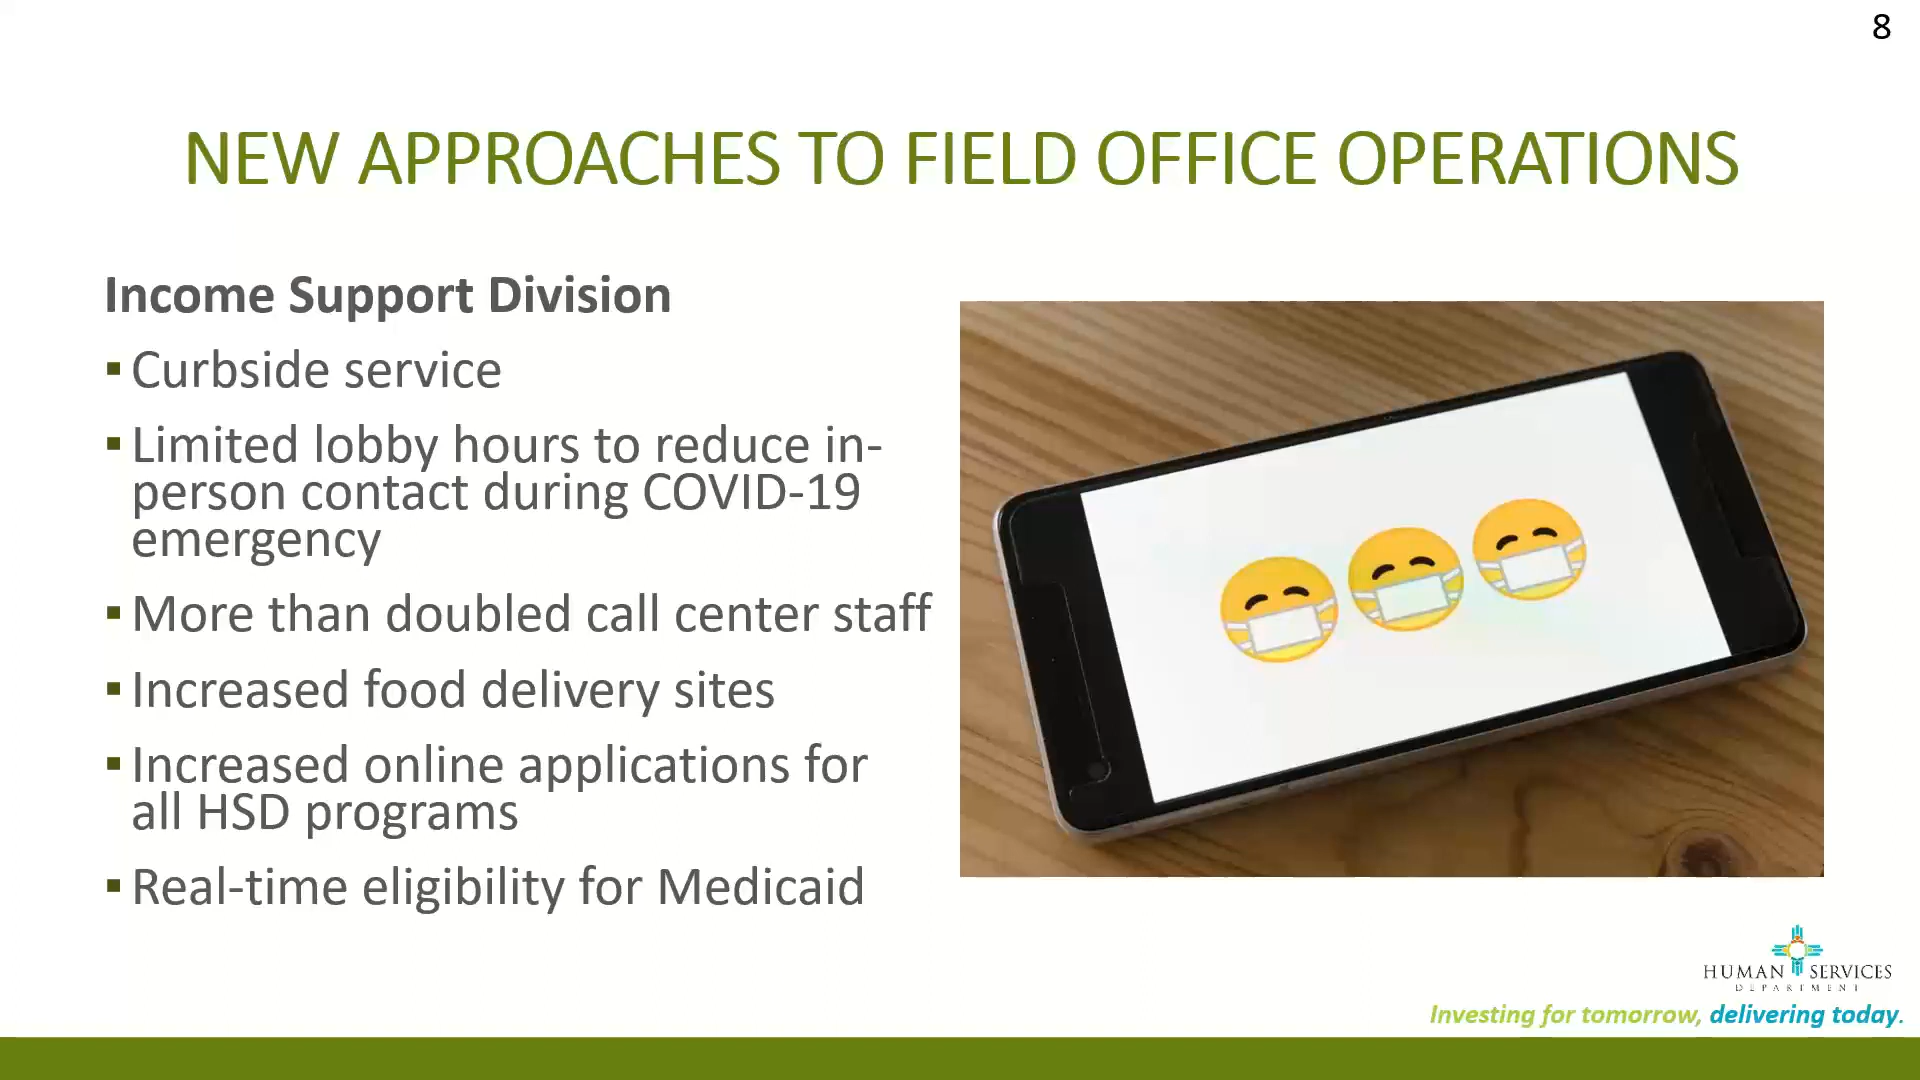 8
NEW APPROACHES TO FIELD OFFICE OPERATIONS
Income Support Division
▪ Curbside service
▪ Limited lobby hours to reduce in-
person contact during COVID-19
emergency
▪ More than doubled call center staff
▪ Increased food delivery sites
▪ Increased online applications for
all HSD programs
▪ Real-time eligibility for Medicaid
HUMAN SERVICES
DEPARTMENT
Investing for tomorrow, delivering today.